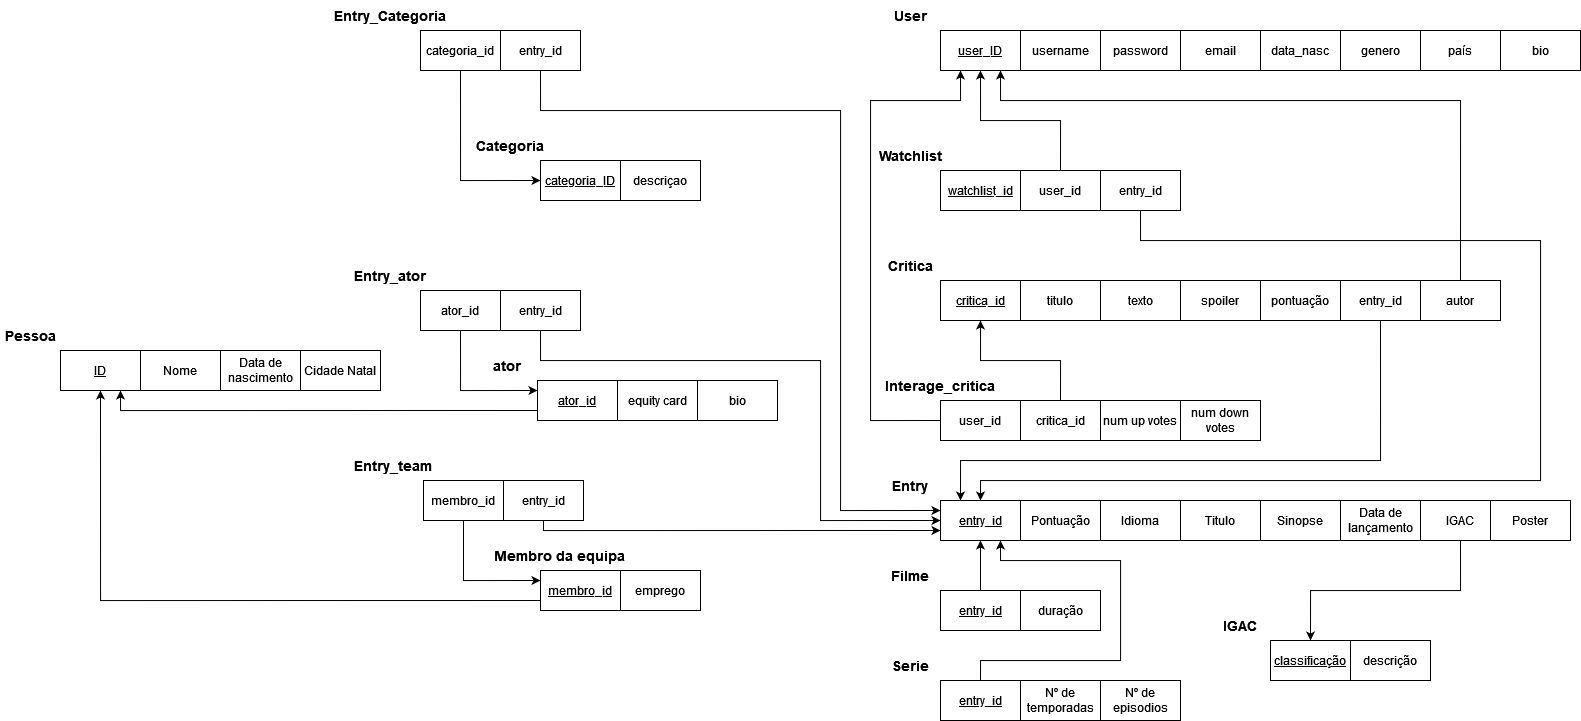 Entry_Categoria
categoria_id entry_id
Categoria
categoria_ID descriçao
User
user_ID username password email data_nasc genero país bio
Watchlist
watchlist_id user_id entry_id
Critica
critica_id titulo texto spoiler pontuação entry_id autor
Interage_critica
user_id critica_id num up votes num down
votes
Pessoa
ID Nome Data de
nascimento Cidade Natal
Entry_ator
ator_id entry_id
ator
ator_id equity card bio
Entry_team
membro_id entry_id
Membro da equipa
membro_id emprego
Entry
entry_id Pontuação Idioma Titulo Sinopse Data de
lançamento IGAC Poster
Filme
entry_id duração
IGAC
classificação descrição
Serie
entry_id Nº de
temporadas Nº de
episodios